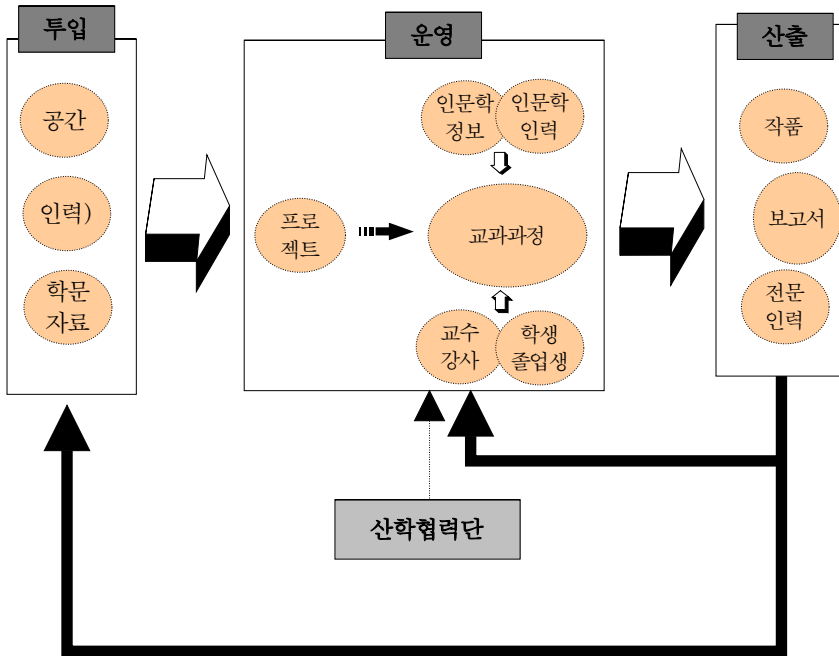 투입
공간
인력)
학문
자료
운영
인문학
정보
인문학
인력
프로
젝트
교과과정
교수
강사
학생
졸업생
산학협력단
산출
작품
보고서
전문
인력